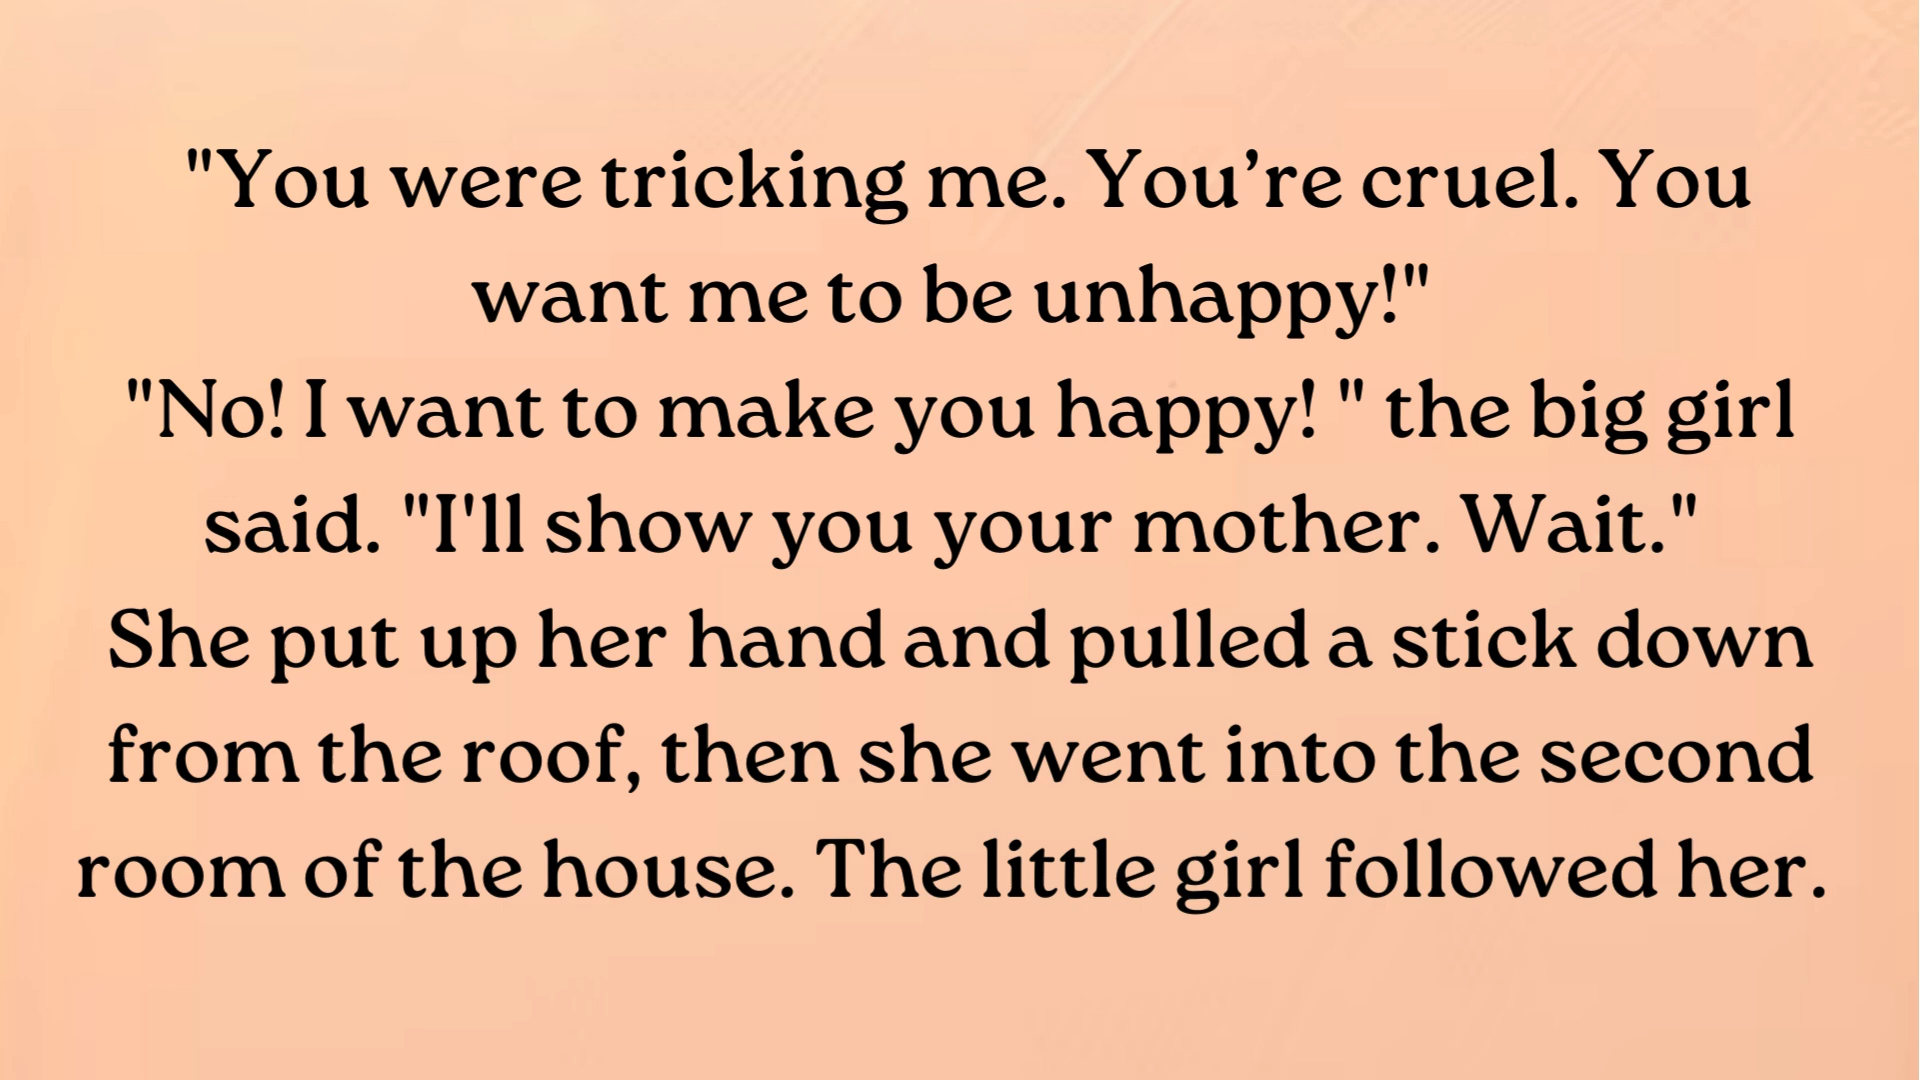 "You were tricking me. You’re cruel. You
want me to be unhappy!"
"No! I want to make you happy! " the big girl
said. "I'll show you your mother. Wait."
She put up her hand and pulled a stick down
from the roof, then she went into the second
room of the house. The little girl followed her.